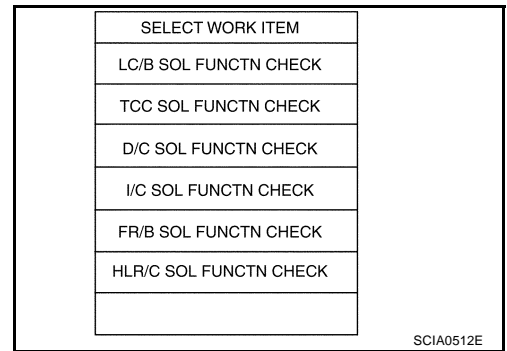 SELECT WORK ITEM
LC/B SOL FUNCTN CHECK
TCC SOL FUNCTN CHECK
D/C SOL FUNCTN CHECK
I/C SOL FUNCTN CHECK
FR/B SOL FUNCTN CHECK
HLR/C SOL FUNCTN CHECK
SCIA0512E